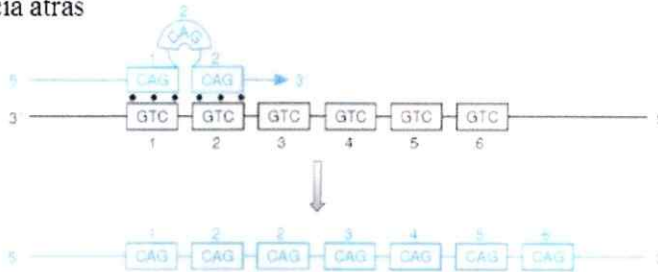 cia atrás
2
CAG
1 2
5 CAG CAG 3
3 GTC GTC GTC GTC GTC GTC
1 2 3 4 5 6
1 2 2 3 4 5 6
5 CAG CAG CAG CAG CAG CAG CAG